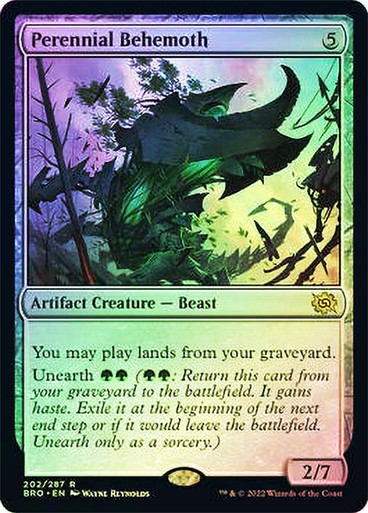 Perennial Behemoth 5
Artifact Creature — Beast
You may play lands from your graveyard.
Unearth (: Return this card from
your graveyard to the battlefield. It gains
haste. Exile it at the beginning of the next
end step or if it would leave the battlefield.
Unearth only as a sorcery.)
2/7
202/287 R
BRO • EN Wayne Reynolds
™ & © 2022 Wizards of the Coast